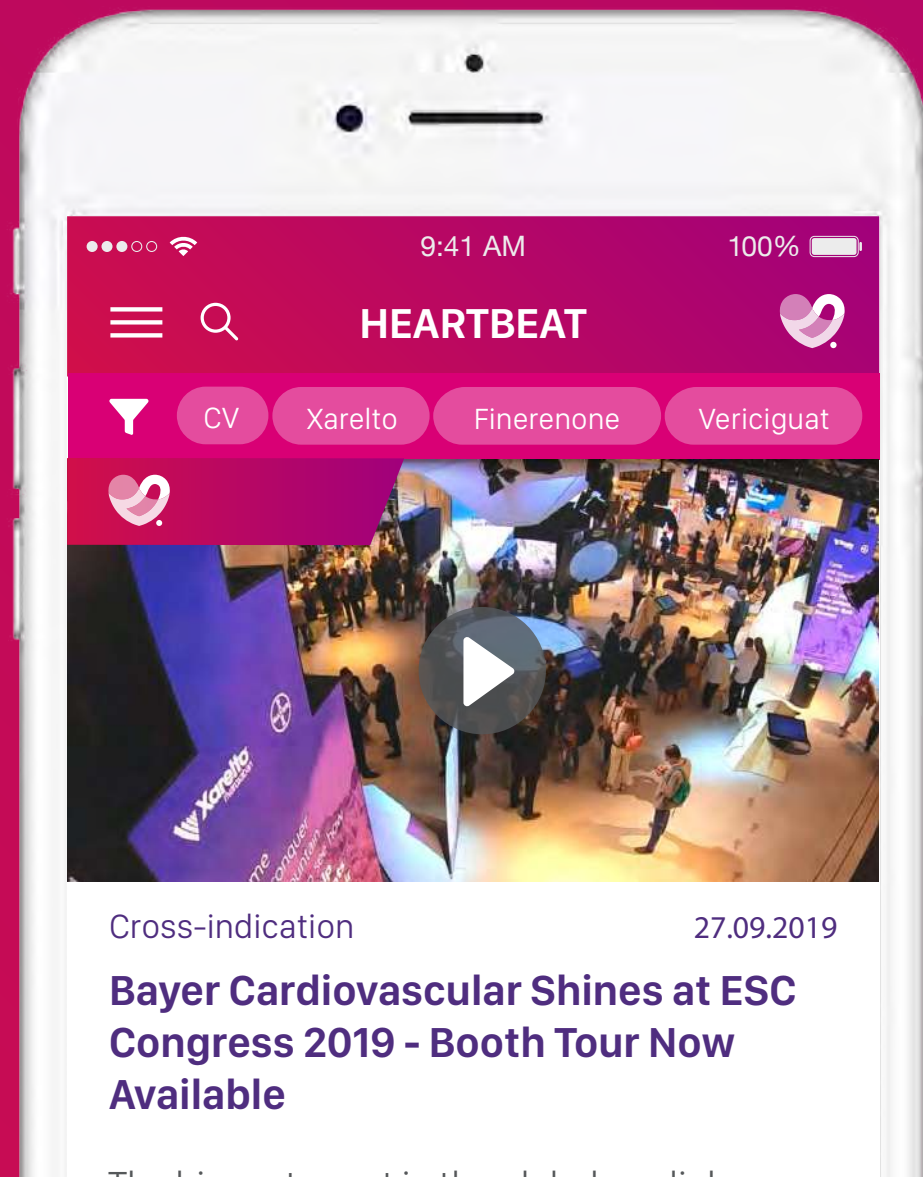 9:41 AM
100%
HEARTBEAT
CV
Xarelto
Finerenone
Vericiguat
Xarelto
Cross-indication
27.09.2019
Bayer Cardiovascular Shines at ESC
Congress 2019 - Booth Tour Now
Available